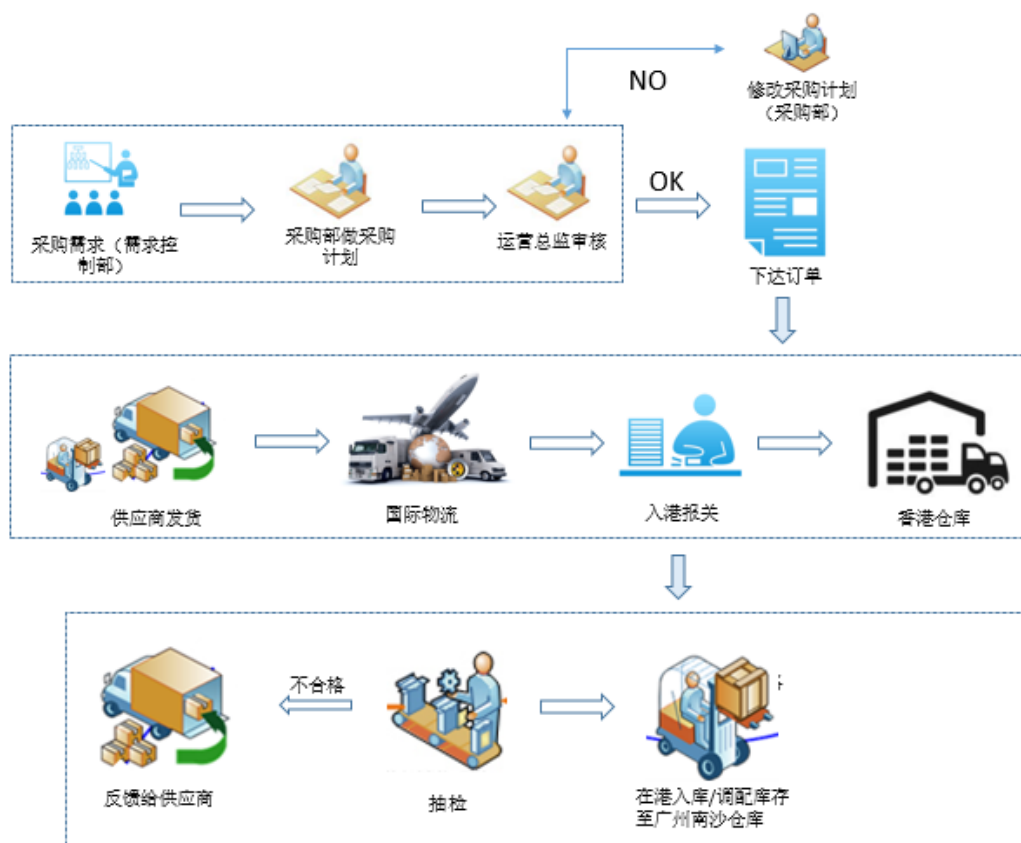 NO
修改采购计划
（采购部）
OK
采购需求（需求控
制部）
采购部做采购
计划
运营总监审核
下达订单
供应商发货
国际物流
入港报关
香港仓库
不合格
反馈给供应商
抽检
在港入库/调配库存
至广州南沙仓库